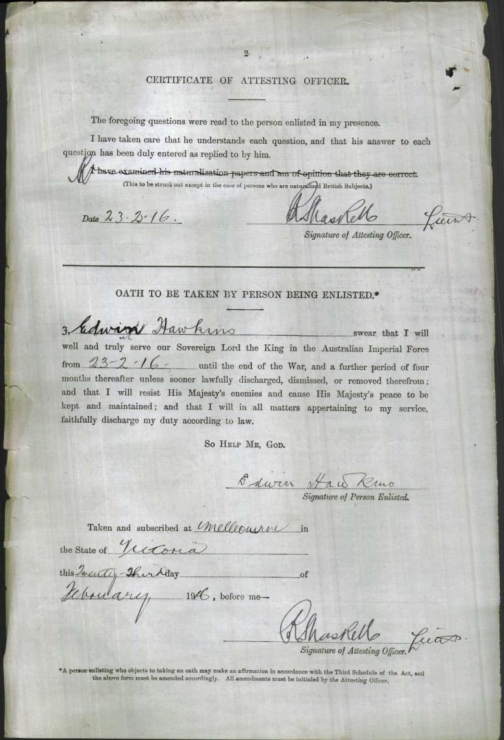 2
CERTIFICATE OF ATTESTING OFFICER.
The foregoing questions were read to the person enlisted in my presence.
I have taken care that he understands each question, and that his answer to each
question has been duly entered as replied to by him.
I have examined his naturalisation papers and am of opinion that they are correct.
(This to be struck out except in the case of persons who are naturalised British Subjects.)
Date 23-2-16.
Lieut
Signature of Attesting Officer.
OATH TO BE TAKEN BY PERSON BEING ENLISTED.*
I, Edwin Hawkins swear that I will
well and truly serve our Sovereign Lord the King in the Australian Imperial Force
from 23-2-16- until the end of the War, and a further period of four
months thereafter unless sooner lawfully discharged, dismissed, or removed therefrom;
and that I will resist His Majesty's enemies and cause His Majesty's peace to be
kept and maintained; and that I will in all matters appertaining to my service,
faithfully discharge my duty according to law.
SO HELP ME, GOD.
Edwin Hawkins
Signature of Person Enlisted.
Taken and subscribed at Melbourne in
the State of Victoria
this Twenty-Third day of
February 1916, before me—
Lieut
Signature of Attesting Officer.
*A person enlisting who objects to taking an oath may make an affirmation in accordance with the Third Schedule of the Act, and
the above form must be amended accordingly. All amendments must be initialed by the Attesting Officer.